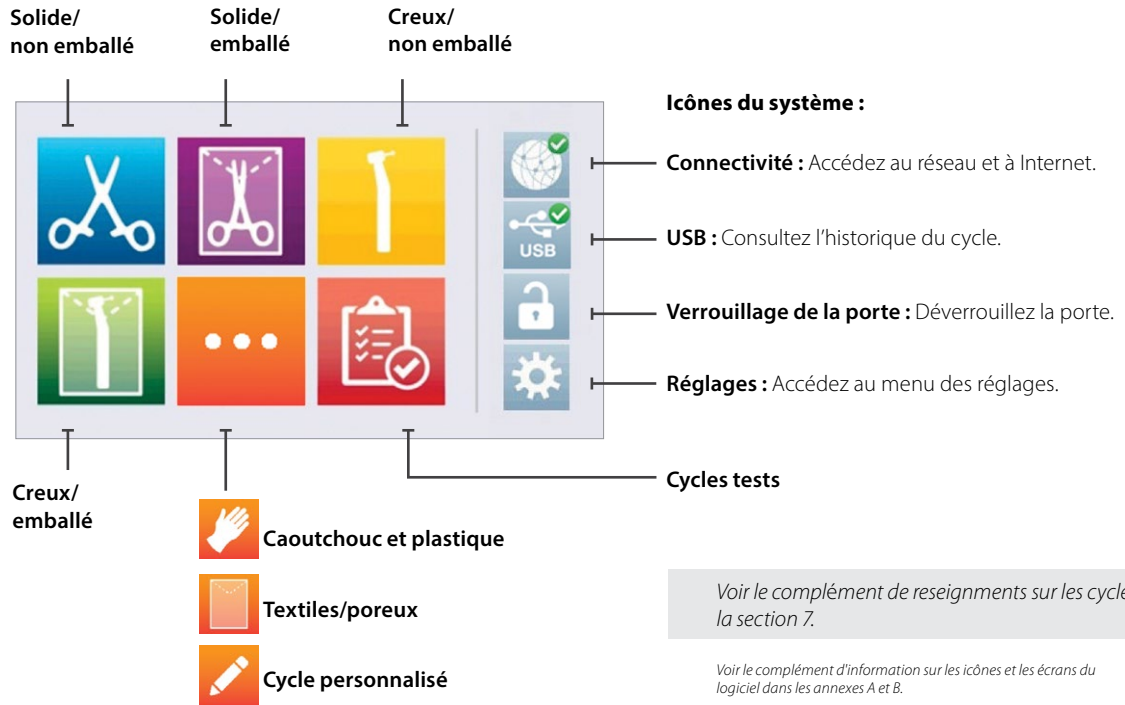 Solide/
non emballé
Solide/
emballé
Creux/
non emballé
USB
Icônes du système :
Connectivité : Accédez au réseau et à Internet.
USB : Consultez l’historique du cycle.
Verrouillage de la porte : Déverrouillez la porte.
Réglages : Accédez au menu des réglages.
Cycles tests
Creux/
emballé
Caoutchouc et plastique
Textiles/poreux
Cycle personnalisé
Voir le complément de reseignments sur les cycle
la section 7.
Voir le complément d'information sur les icônes et les écrans du
logiciel dans les annexes A et B.